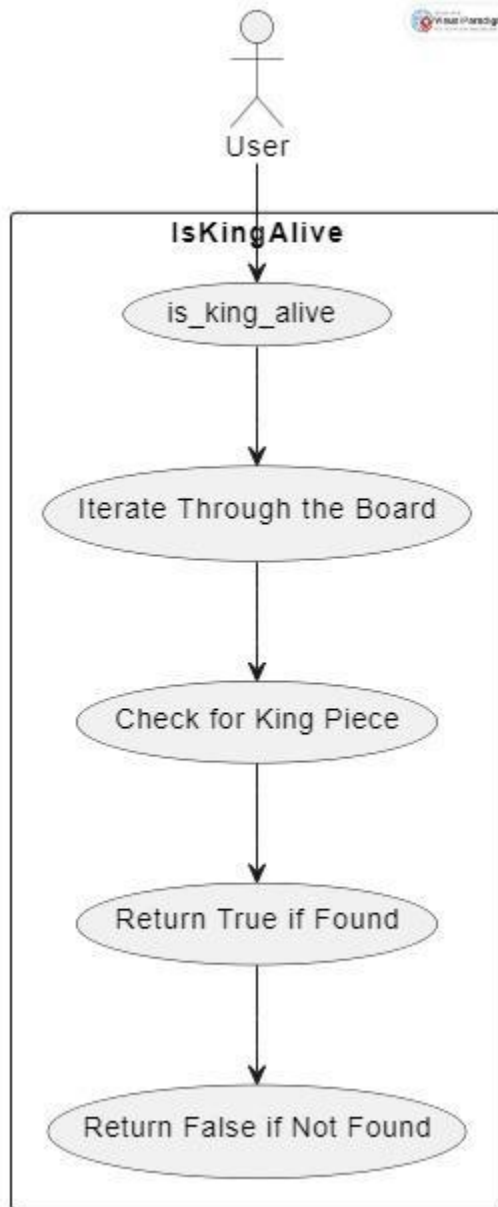 User
IsKingAlive
is_king_alive
Iterate Through the Board
Check for King Piece
Return True if Found
Return False if Not Found